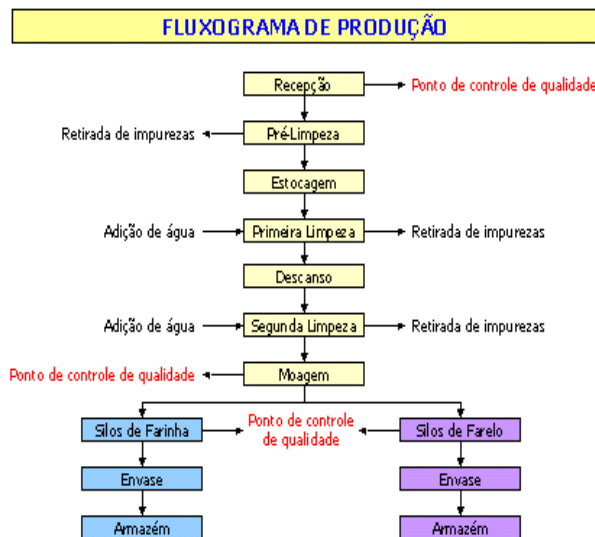 FLUXOGRAMA DE PRODUÇÃO
Recepção
Ponto de controle de qualidade
Retirada de impurezas
Pré-Limpeza
Estocagem
Adição de água
Primeira Limpeza
Retirada de impurezas
Descanso
Adição de água
Segunda Limpeza
Retirada de impurezas
Ponto de controle de qualidade
Moagem
Silos de Farinha
Ponto de controle
de qualidade
Silos de Farelo
Envase
Envase
Armazém
Armazém